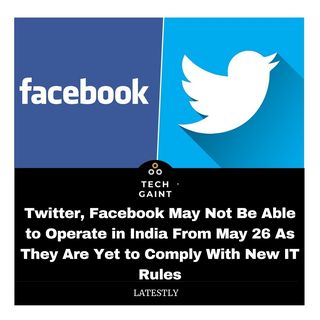 facebook
TECH
GAINT
Twitter, Facebook May Not Be Able
to Operate in India From May 26 As
They Are Yet to Comply With New IT
Rules
LATESTLY